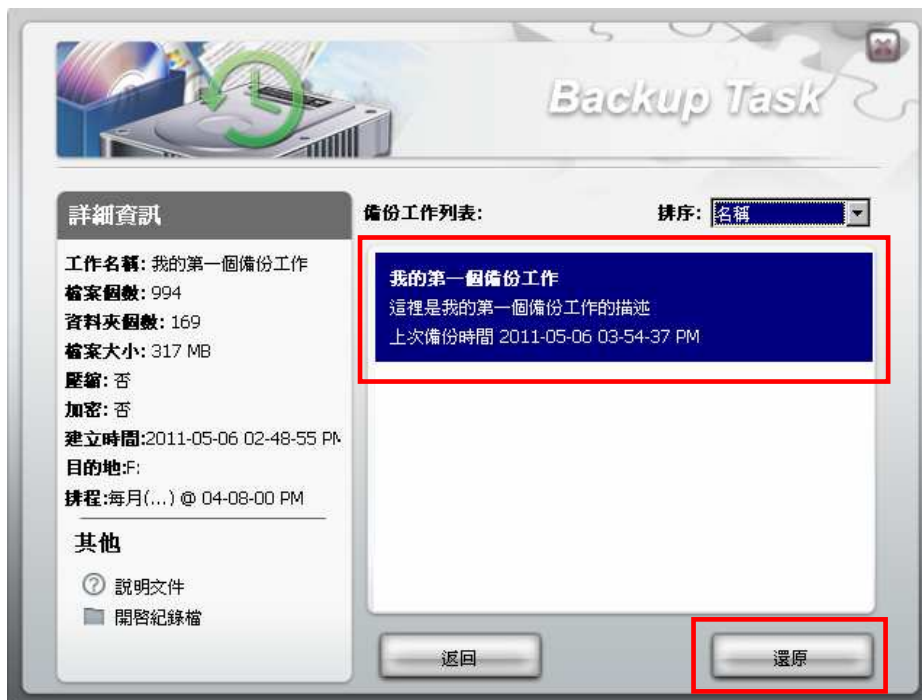 Backup Task
詳細資訊
工作名稱: 我的第一個備份工作
檔案個數: 994
資料夾個數: 169
檔案大小: 317 MB
壓縮: 否
加密: 否
建立時間:2011-05-06 02-48-55 PM
目的地:F:
排程:每月(...) @ 04-08-00 PM
其他
說明文件
開啓紀錄檔
備份工作列表:
排序: 名稱
我的第一個備份工作
這裡是我的第一個備份工作的描述
上次備份時間 2011-05-06 03-54-37 PM
返回
還原